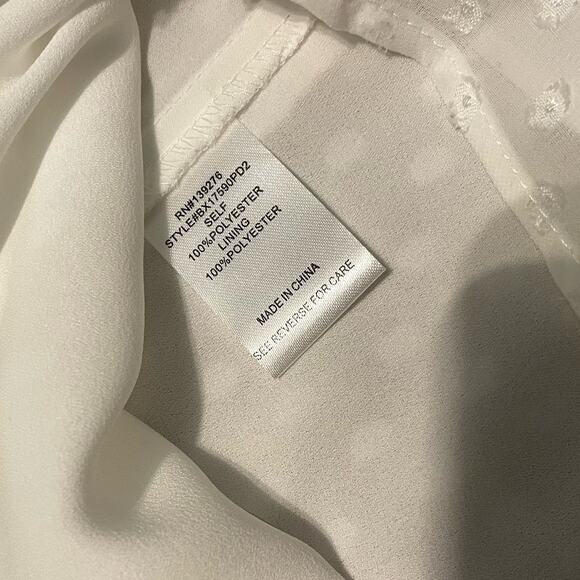 RN#139276
STYLE#BX17590PD2
SELF
100%POLYESTER
LINING
100%POLYESTER
MADE IN CHINA
SEE REVERSE FOR CARE